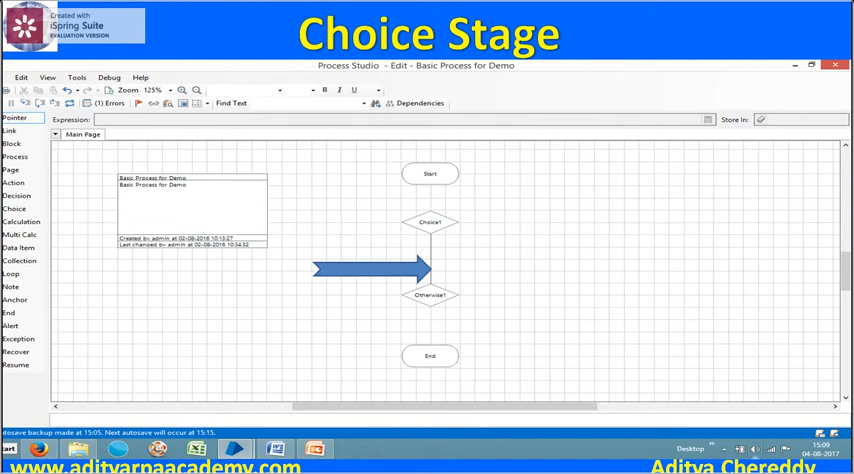 Created with
iSpring Suite
EVALUATION VERSION
Choice Stage
Process Studio - Edit - Basic Process for Demo
Edit View Tools Debug Help
Zoom 125% B I U
(1) Errors Find Text Dependencies
Expression: Store In:
Pointer
Link
Block
Process
Page
Action
Decision
Choice
Calculation
Multi Calc
Data Item
Collection
Loop
Note
Anchor
End
Alert
Exception
Recover
Resume
Main Page
Basic Process for Demo
Basic Process for Demo
Created by admin at 02-08-2016 10:13:27
Last changed by admin at 02-08-2016 10:34:32
Start
Choice1
Otherwise1
End
utosave backup made at 15:05. Next autosave will occur at 15:15.
tart
Desktop
15:09
04-08-2017
www.adityarpaacademy.com
Aditya Chereddy